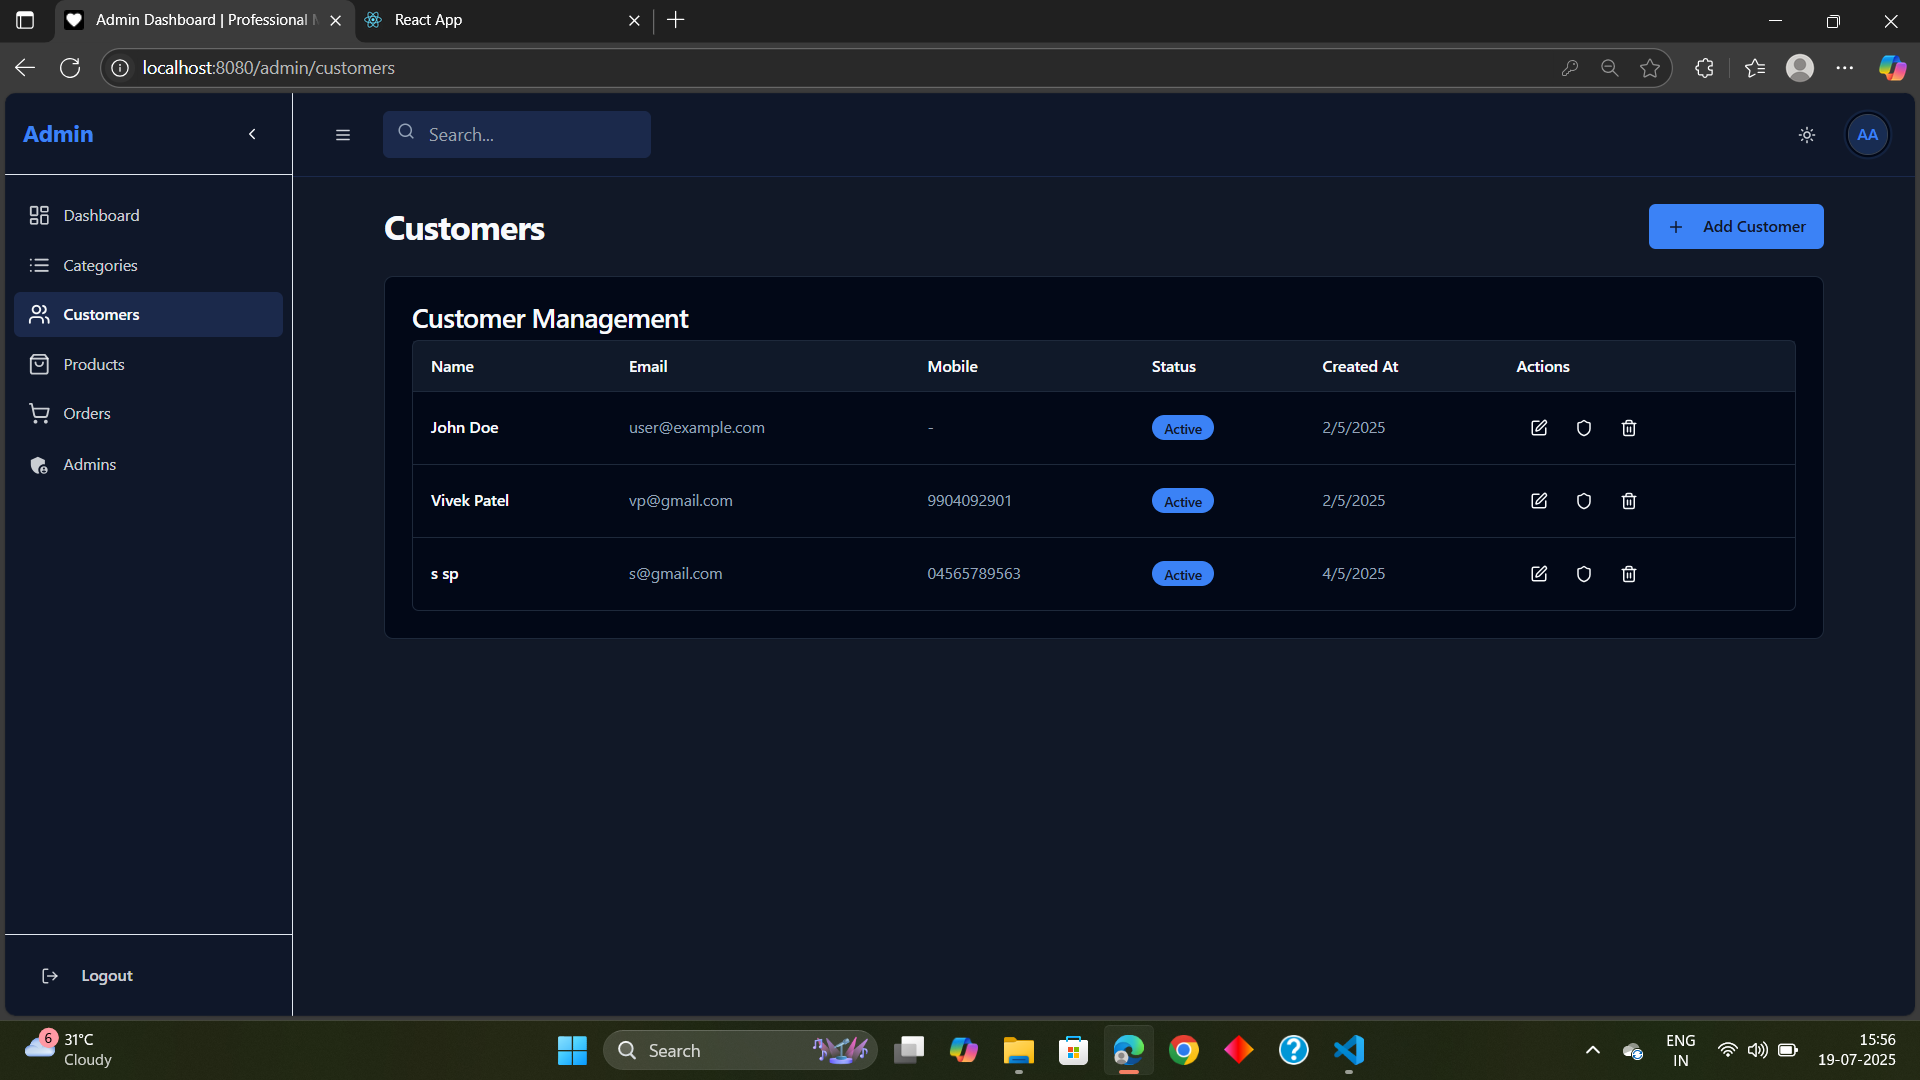 Admin Dashboard | Professional
React App
localhost:8080/admin/customers
Admin
Search...
AA
Dashboard
Categories
Customers
Products
Orders
Admins
Logout
Customers
+ Add Customer
Customer Management
Name Email Mobile Status Created At Actions
John Doe user@example.com - Active 2/5/2025
Vivek Patel vp@gmail.com 9904092901 Active 2/5/2025
s sp s@gmail.com 04565789563 Active 4/5/2025
6
31°C
Cloudy
Search
ENG
IN
15:56
19-07-2025